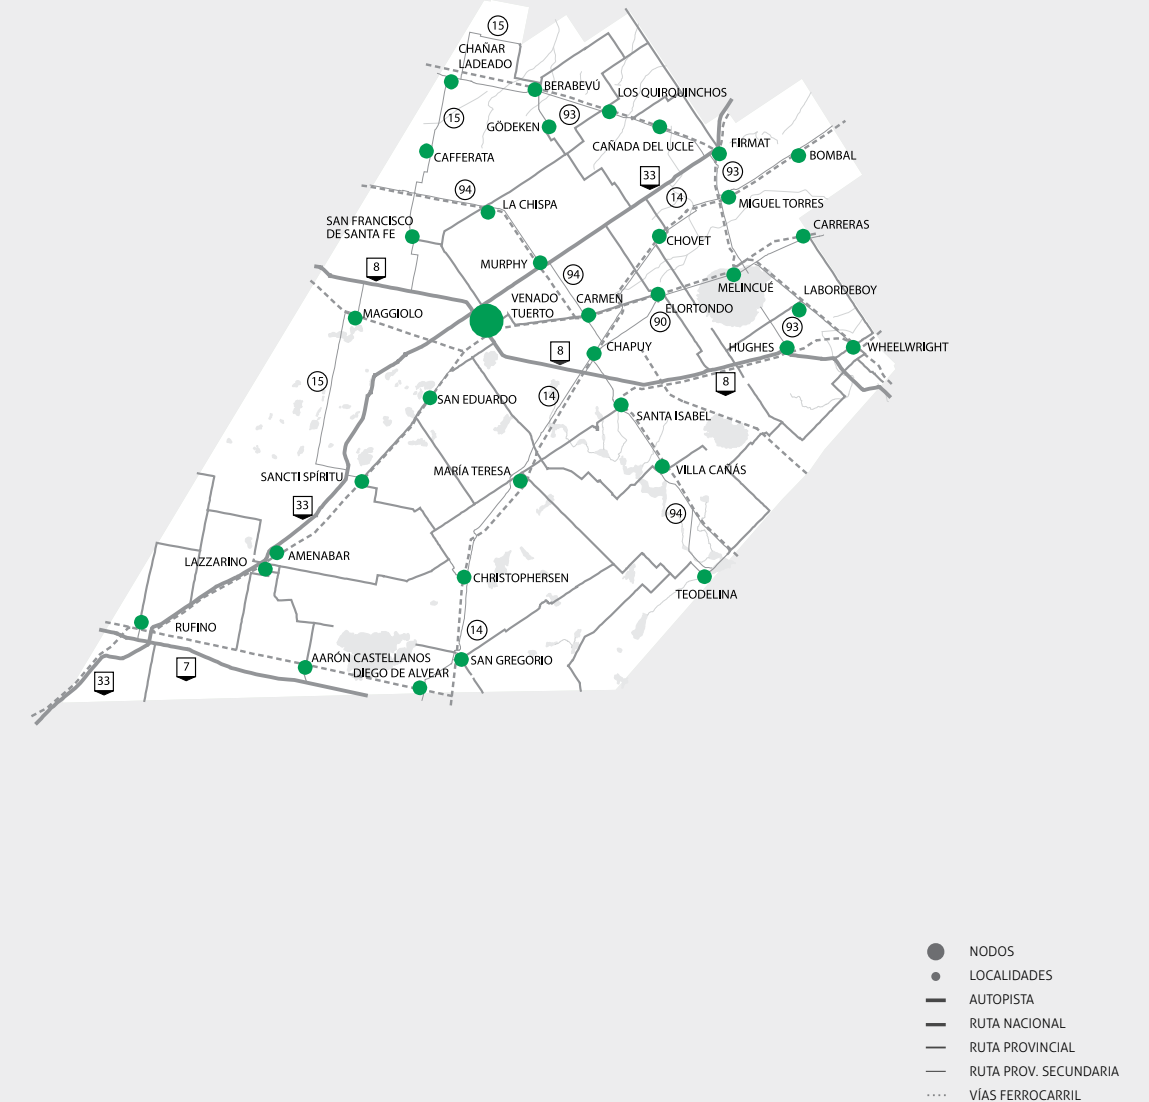 15
CHAÑAR
LADEADO
BERABEVÚ
LOS QUIRQUINCHOS
15
93
GÖDEKEN
CAÑADA DEL UCLE
FIRMAT
BOMBAL
CAFFERATA
33
93
94
14
LA CHISPA
MIGUEL TORRES
SAN FRANCISCO
DE SANTA FE
CARRERAS
CHOVET
8
MURPHY
94
MELINCUÉ
LABORDEBOY
VENADO
TUERTO
CARMEN
ELORTONDO
MAGGIOLO
90
93
CHAPUY
HUGHES
WHEELWRIGHT
8
15
14
8
SAN EDUARDO
SANTA ISABEL
SANCTI SPÍRITU
MARÍA TERESA
VILLA CAÑÁS
33
94
LAZZARINO
AMENABAR
CHRISTOPHERSEN
TEODELINA
RUFINO
14
AARÓN CASTELLANOS
SAN GREGORIO
7
DIEGO DE ALVEAR
33
NODOS
LOCALIDADES
AUTOPISTA
RUTA NACIONAL
RUTA PROVINCIAL
RUTA PROV. SECUNDARIA
VÍAS FERROCARRIL